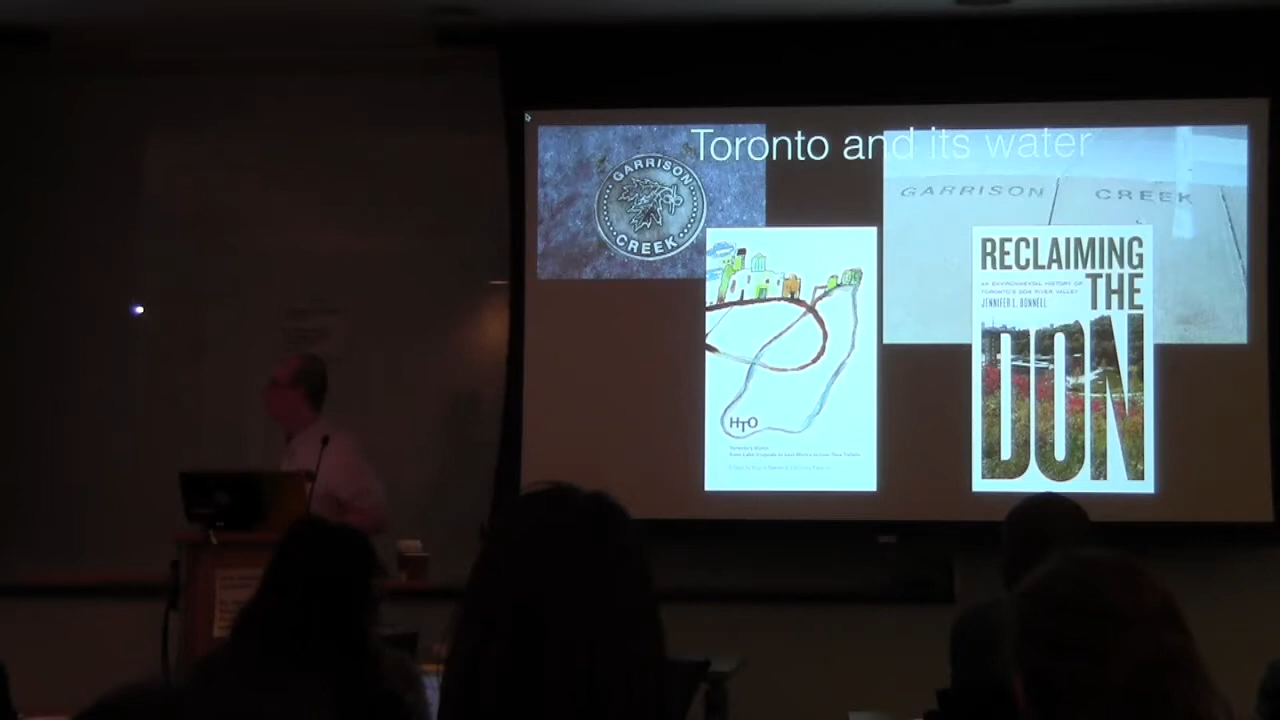 Toronto and its water
GARRISON
CREEK
GARRISON CREEK
HTO
RECLAIMING
THE
AN ENVIRONMENTAL HISTORY OF
TORONTO'S DON RIVER VALLEY
JENNIFER L. BONNELL
DON